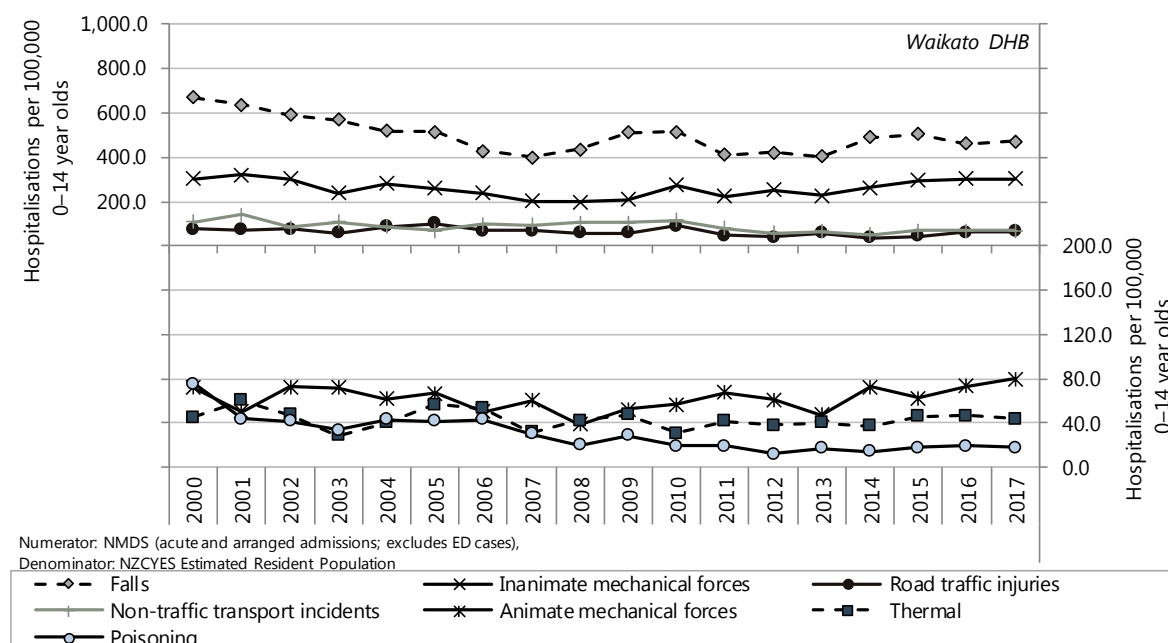 Hospitalisations per 100,000
0–14 year olds
1,000.0
800.0
600.0
400.0
200.0
Waikato DHB
200.0
160.0
120.0
80.0
40.0
0.0
Hospitalisations per 100,000
0–14 year olds
2000 2001 2002 2003 2004 2005 2006 2007 2008 2009 2010 2011 2012 2013 2014 2015 2016 2017
Numerator: NMDS (acute and arranged admissions; excludes ED cases),
Denominator: NZCYES Estimated Resident Population
Falls Inanimate mechanical forces Road traffic injuries
Non-traffic transport incidents Animate mechanical forces Thermal
Poisoning